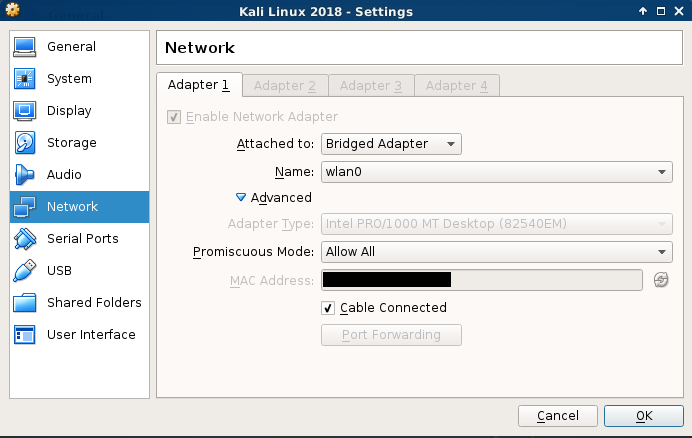 Kali Linux 2018 - Settings
General
System
Display
Storage
Audio
Network
Serial Ports
USB
Shared Folders
User Interface
Network
Adapter 1 Adapter 2 Adapter 3 Adapter 4
Enable Network Adapter
Attached to: Bridged Adapter
Name: wlan0
Advanced
Adapter Type: Intel PRO/1000 MT Desktop (82540EM)
Promiscuous Mode: Allow All
MAC Address:
Cable Connected
Port Forwarding
Cancel OK